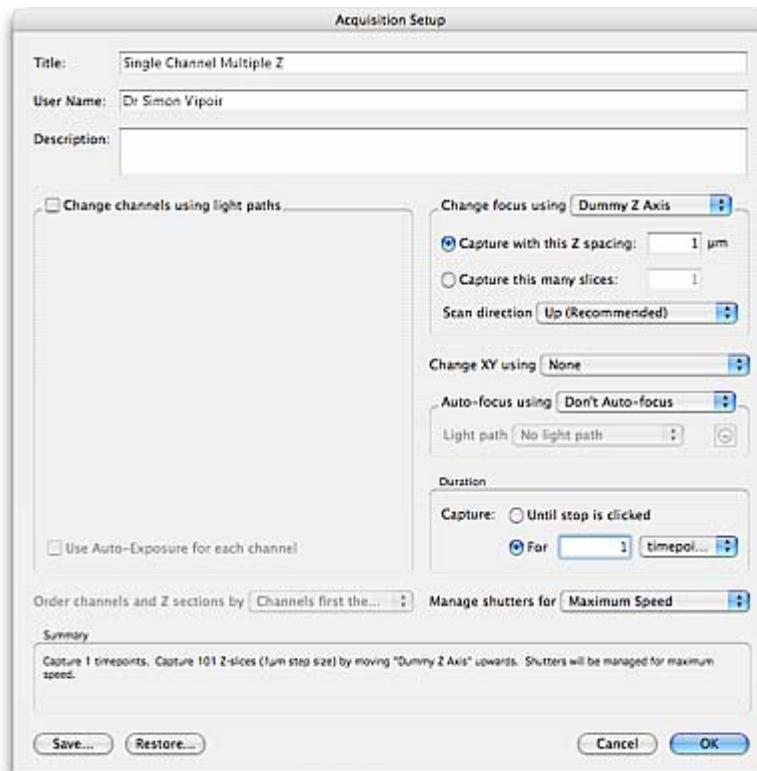 Acquisition Setup
Title: Single Channel Multiple Z
User Name: Dr Simon Vipoir
Description:
Change channels using light paths
Use Auto-Exposure for each channel
Change focus using Dummy Z Axis
Capture with this Z spacing: 1 µm
Capture this many slices: 1
Scan direction Up (Recommended)
Change XY using None
Auto-focus using Don't Auto-focus
Light path No light path
Duration
Capture: Until stop is clicked
For 1 timepoi...
Order channels and Z sections by Channels first the...
Manage shutters for Maximum Speed
Summary
Capture 1 timepoints. Capture 101 Z-slices (1µm step size) by moving "Dummy Z Axis" upwards. Shutters will be managed for maximum
speed.
Save... Restore... Cancel OK